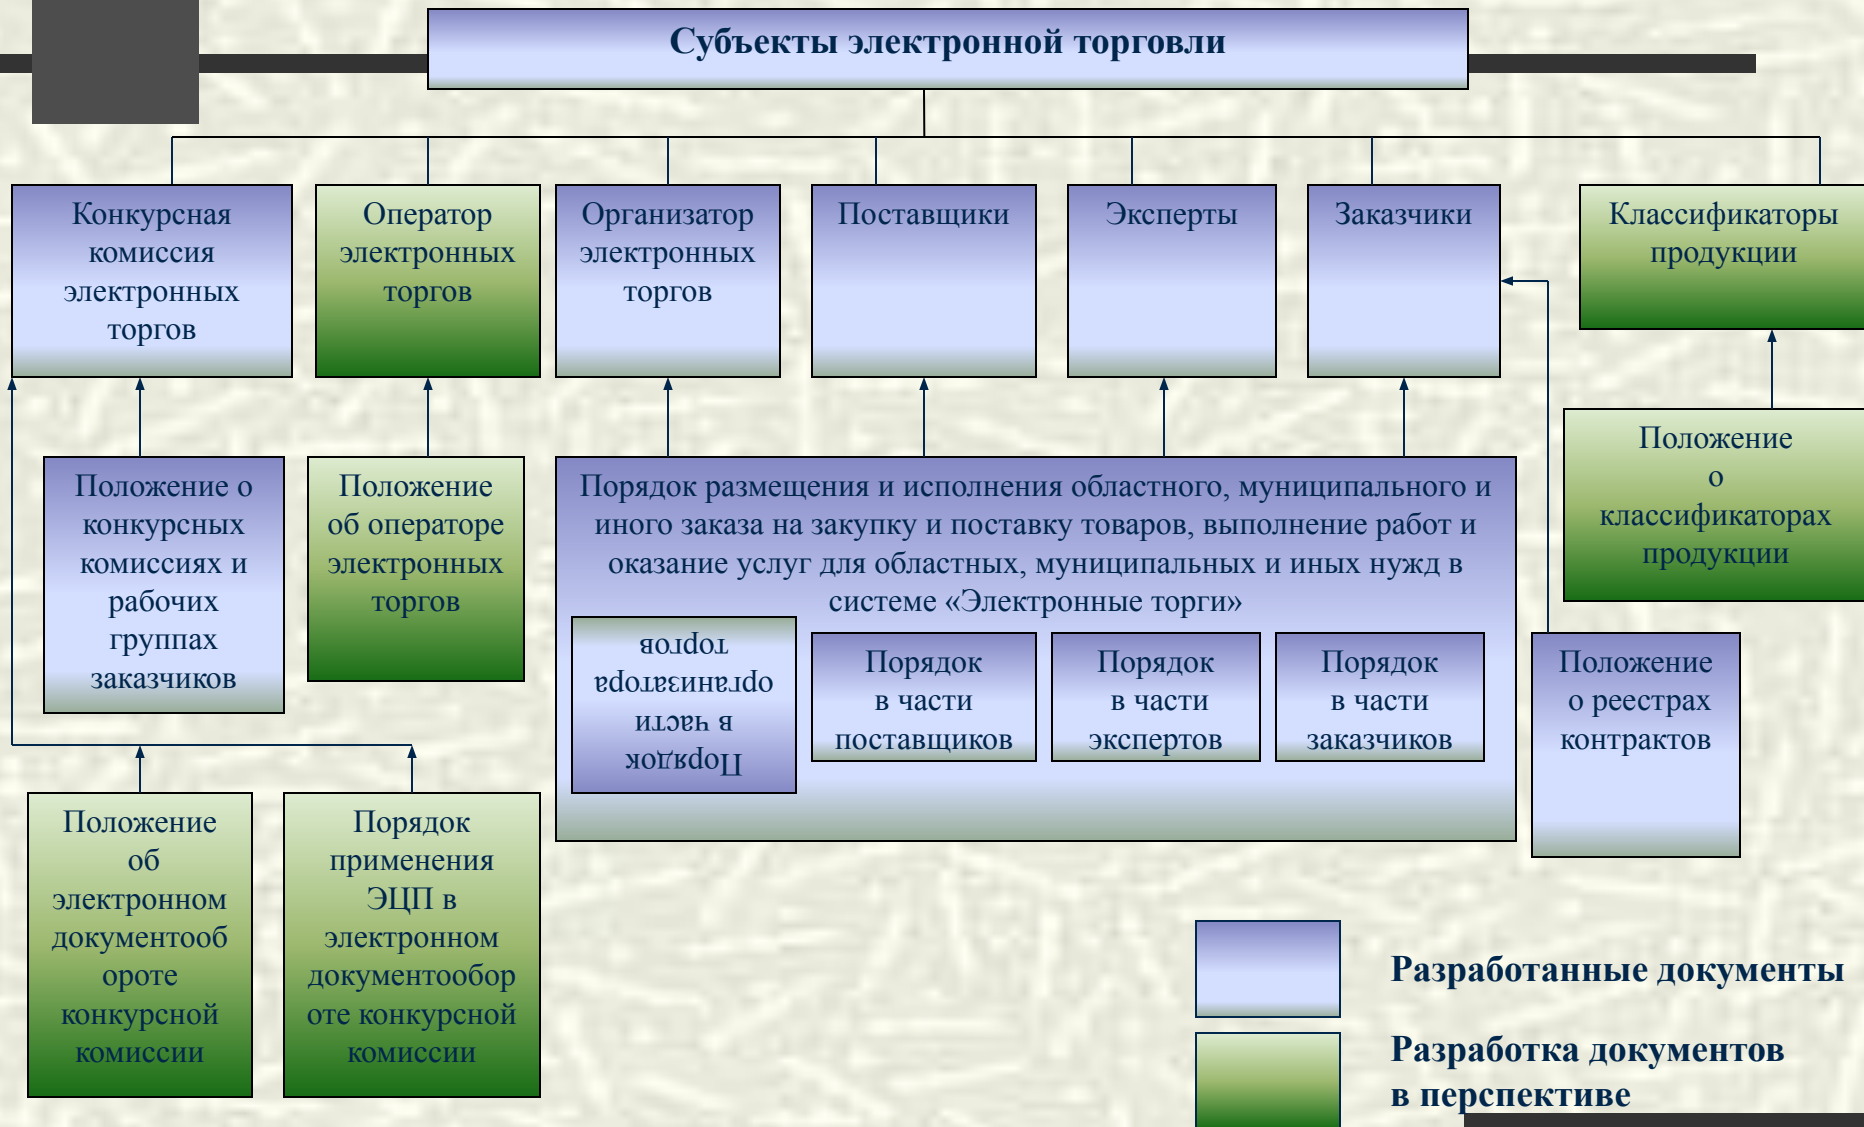 Субъекты электронной торговли
Конкурсная
комиссия
электронных
торгов
Оператор
электронных
торгов
Организатор
электронных
торгов
Поставщики
Эксперты
Заказчики
Классификаторы
продукции
Положение о
конкурсных
комиссиях и
рабочих
группах
заказчиков
Положение
об операторе
электронных
торгов
Порядок размещения и исполнения областного, муниципального и
иного заказа на закупку и поставку товаров, выполнение работ и
оказание услуг для областных, муниципальных и иных нужд в
системе «Электронные торги»
Порядок
в части
организатора
торгов
Порядок
в части
поставщиков
Порядок
в части
экспертов
Порядок
в части
заказчиков
Положение
о
классификаторах
продукции
Положение
о реестрах
контрактов
Положение
об
электронном
документооб
ороте
конкурсной
комиссии
Порядок
применения
ЭЦП в
электронном
документообор
оте конкурсной
комиссии
Разработанные документы
Разработка документов
в перспективе